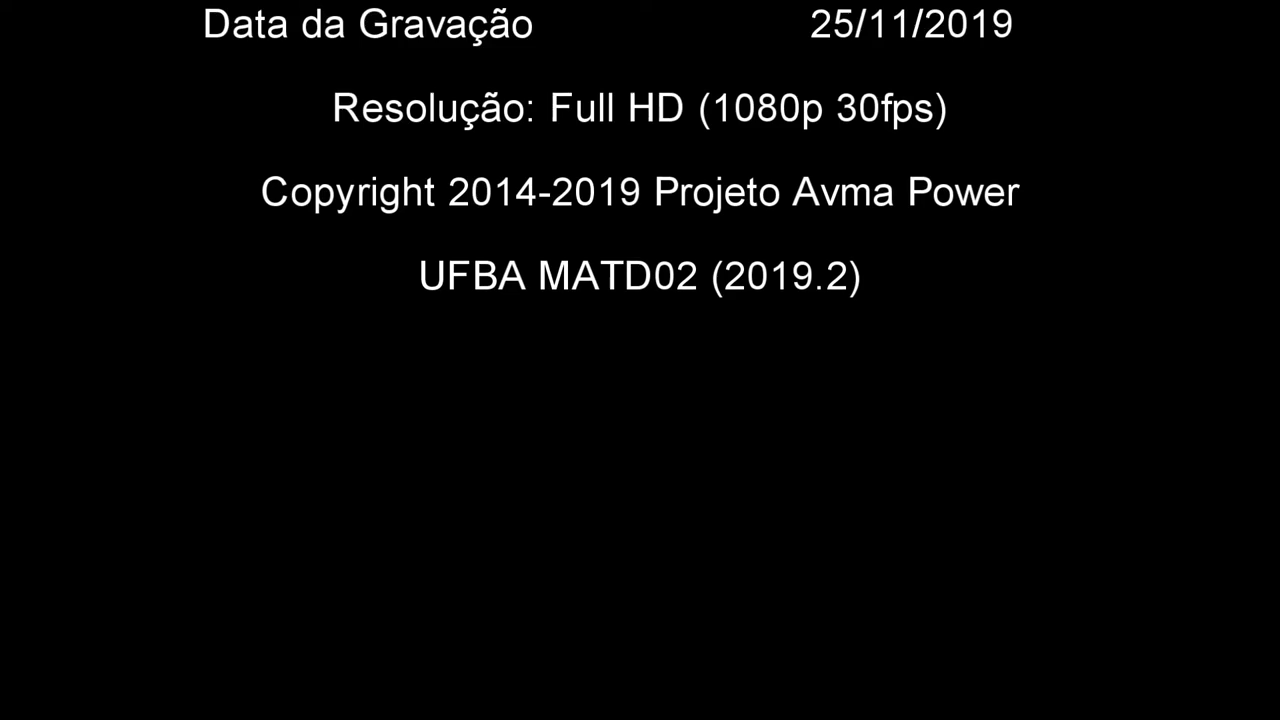 Data da Gravação 25/11/2019
Resolução: Full HD (1080p 30fps)
Copyright 2014-2019 Projeto Avma Power
UFBA MATD02 (2019.2)